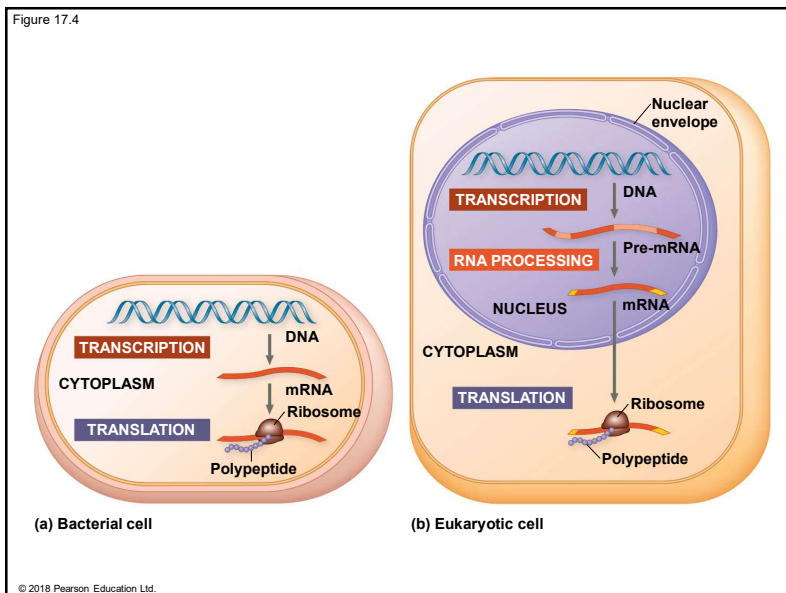 Figure 17.4
Nuclear
envelope
DNA
TRANSCRIPTION
Pre-mRNA
RNA PROCESSING
NUCLEUS
mRNA
CYTOPLASM
TRANSLATION
Ribosome
Polypeptide
DNA
TRANSCRIPTION
CYTOPLASM
mRNA
Ribosome
TRANSLATION
Polypeptide
(a) Bacterial cell
(b) Eukaryotic cell
© 2018 Pearson Education Ltd.